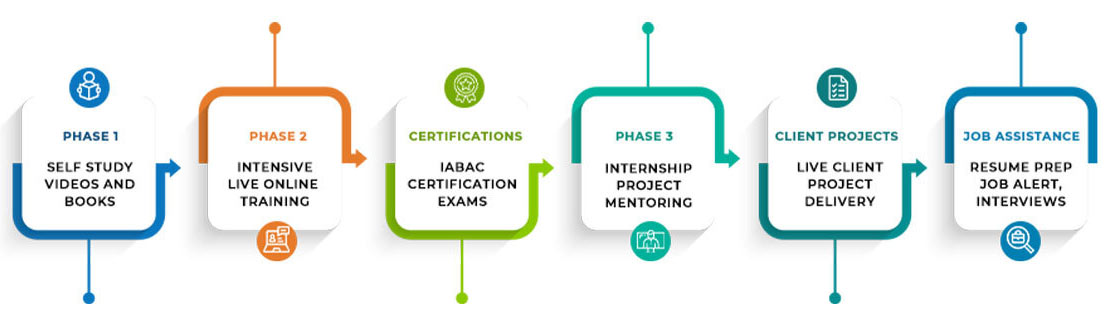 PHASE 1
SELF STUDY
VIDEOS AND
BOOKS
PHASE 2
INTENSIVE
LIVE ONLINE
TRAINING
CERTIFICATIONS
IABAC
CERTIFICATION
EXAMS
PHASE 3
INTERNSHIP
PROJECT
MENTORING
CLIENT PROJECTS
LIVE CLIENT
PROJECT
DELIVERY
JOB ASSISTANCE
RESUME PREP
JOB ALERT,
INTERVIEWS